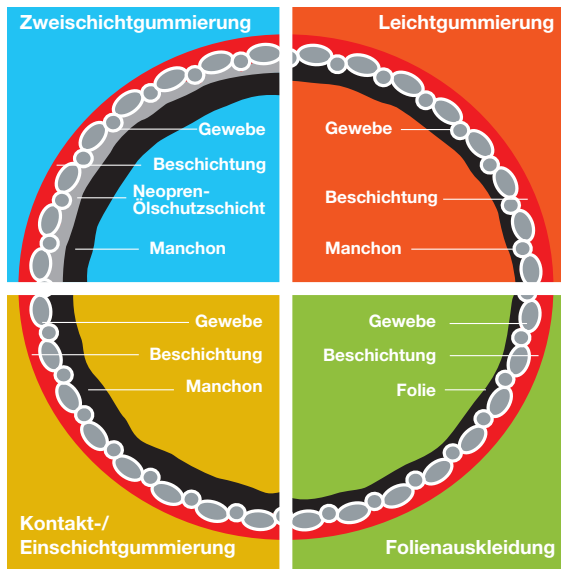 Zweischichtgummierung
Gewebe
Beschichtung
Neopren-
Ölschutzschicht
Manchon
Leichtgummierung
Gewebe
Beschichtung
Manchon
Gewebe
Beschichtung
Manchon
Kontakt-/
Einschichtgummierung
Gewebe
Beschichtung
Folie
Folienauskleidung